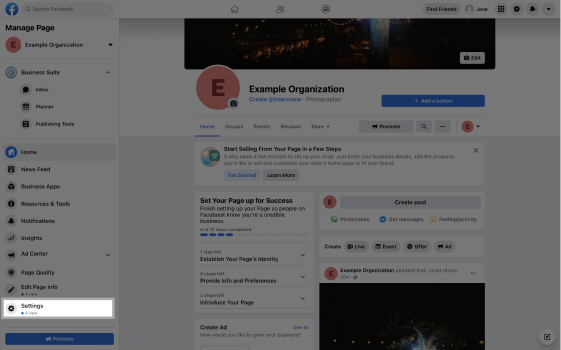 Search Facebook
Find Friends
Jane
Manage Page
Example Organization
Business Suite
Inbox
Planner
Publishing Tools
Home
News Feed
Business Apps
Resources & Tools
Notifications
Insights
Ad Center
Page Quality
Edit Page info
4 new
Settings
4 new
Promote
Edit
Example Organization
Create @Username · Photographer
+ Add a button
Home Groups Events Reviews More
Promote
Start Selling From Your Page in a Few Steps
It only takes a few minutes to set up your shop. Just enter your business details, add the products
you'd like to sell and customize your shop's home page to fit your brand.
Get Started Learn More
Set Your Page up for Success
Finish setting up your Page so people on
Facebook know you're a credible
business.
4 of 13 steps completed
1 step left
Establish Your Page's Identity
Provide Info and Preferences
steps left
Introduce Your Page
Create Ad See all
How would you like to grow your business?
Create post
Photo/video Get messages Feeling/activity
Create Live Event Offer Ad
Example Organization updated their cover photo.